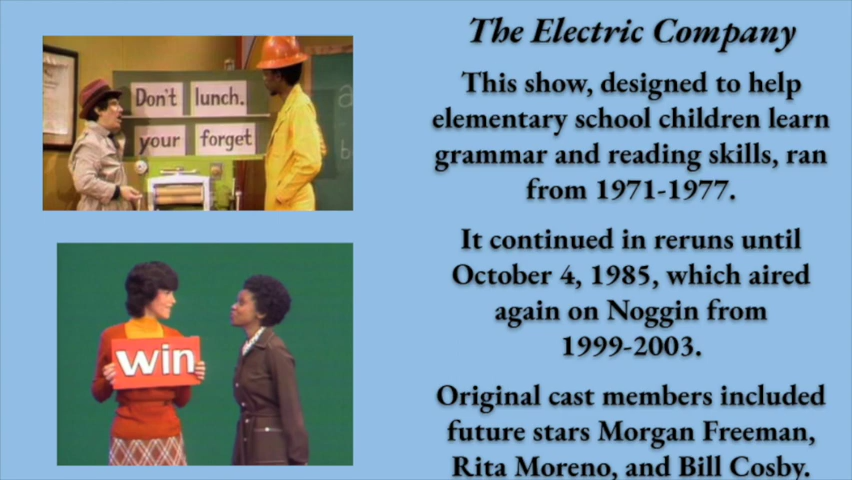 Don't lunch.
your forget
win
The Electric Company
This show, designed to help
elementary school children learn
grammar and reading skills, ran
from 1971-1977.
It continued in reruns until
October 4, 1985, which aired
again on Noggin from
1999-2003.
Original cast members included
future stars Morgan Freeman,
Rita Moreno, and Bill Cosby.